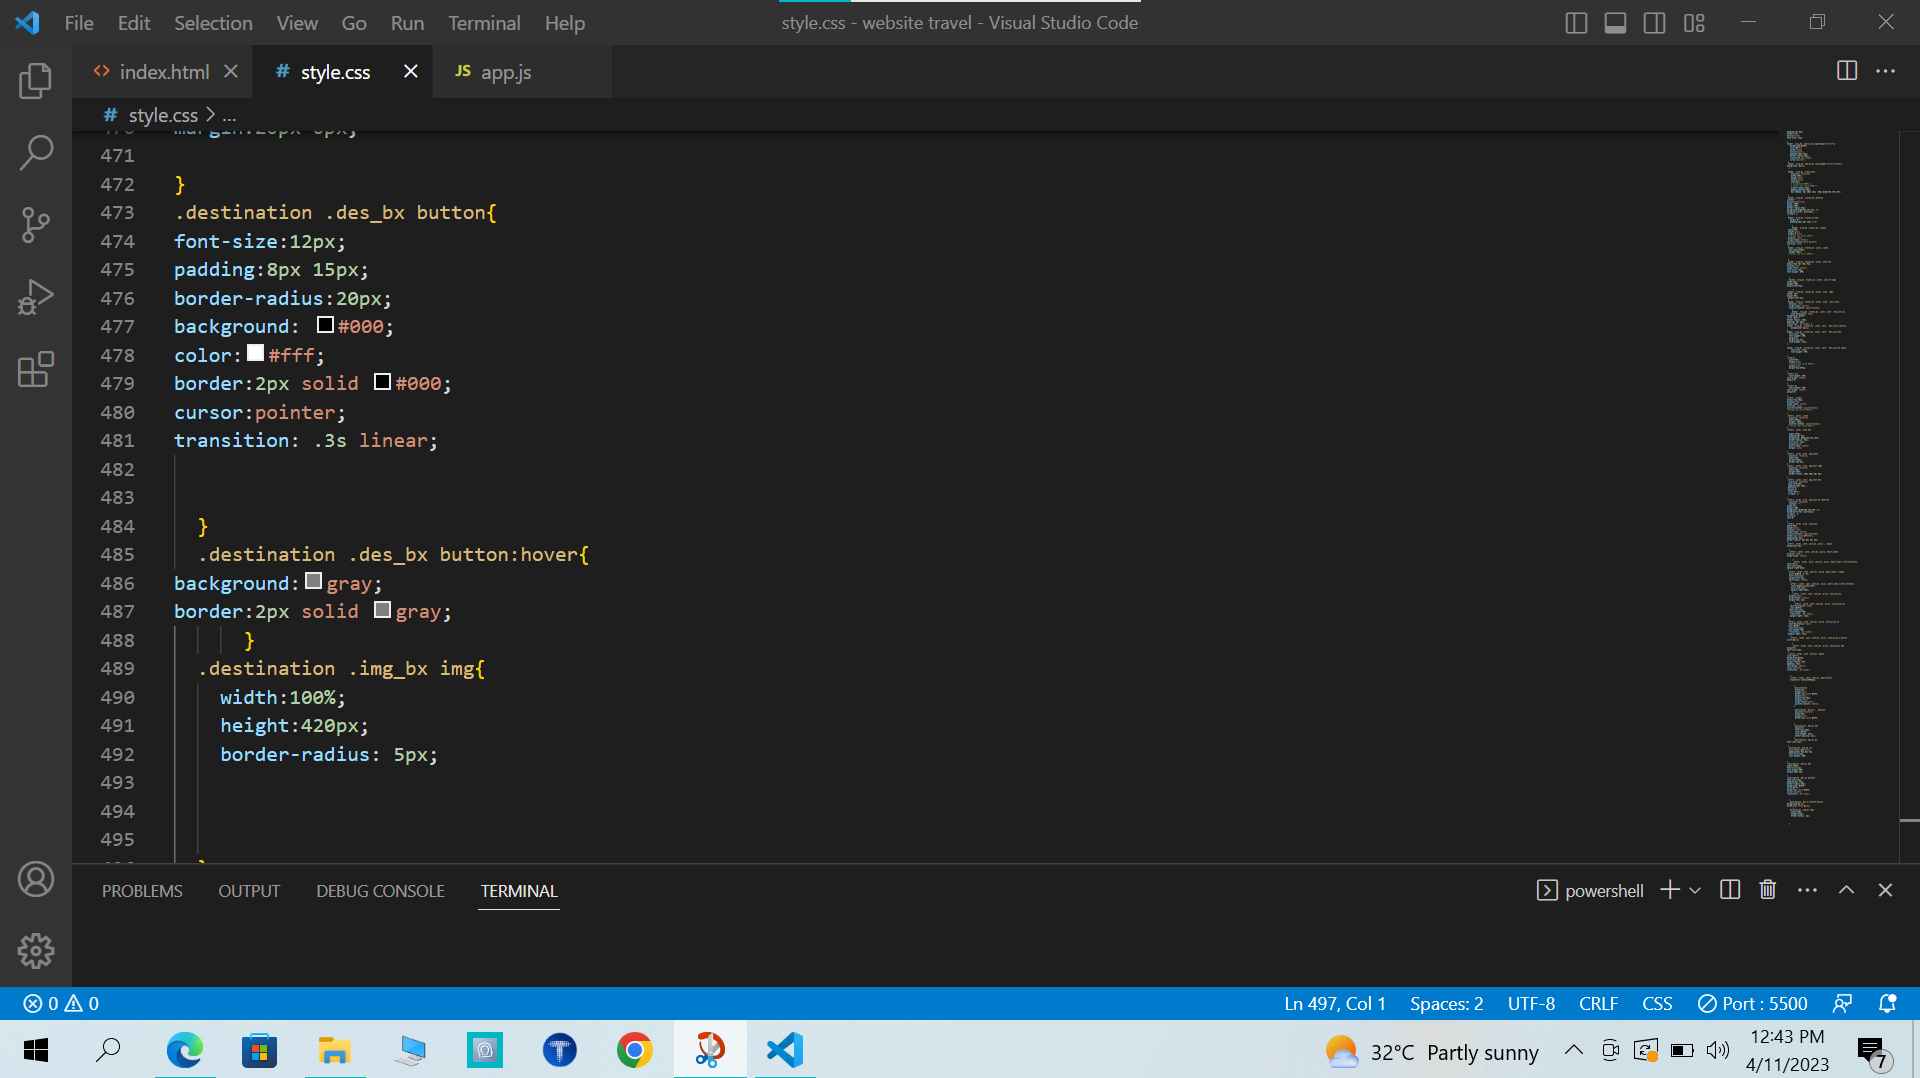 File Edit Selection View Go Run Terminal Help
style.css - website travel - Visual Studio Code
index.html
style.css
JS app.js
style.css > ...
471
472 }
473 .destination .des_bx button{
474 font-size:12px;
475 padding:8px 15px;
476 border-radius:20px;
477 background: #000;
478 color: #fff;
479 border:2px solid #000;
480 cursor:pointer;
481 transition: .3s linear;
482
483
484 }
485 .destination .des_bx button:hover{
486 background: gray;
487 border:2px solid gray;
488 }
489 .destination .img_bx img{
490 width:100%;
491 height:420px;
492 border-radius: 5px;
493
494
495
PROBLEMS OUTPUT DEBUG CONSOLE TERMINAL
powershell
0 0
Ln 497, Col 1 Spaces: 2 UTF-8 CRLF CSS Port : 5500
32°C Partly sunny
12:43 PM
4/11/2023
7